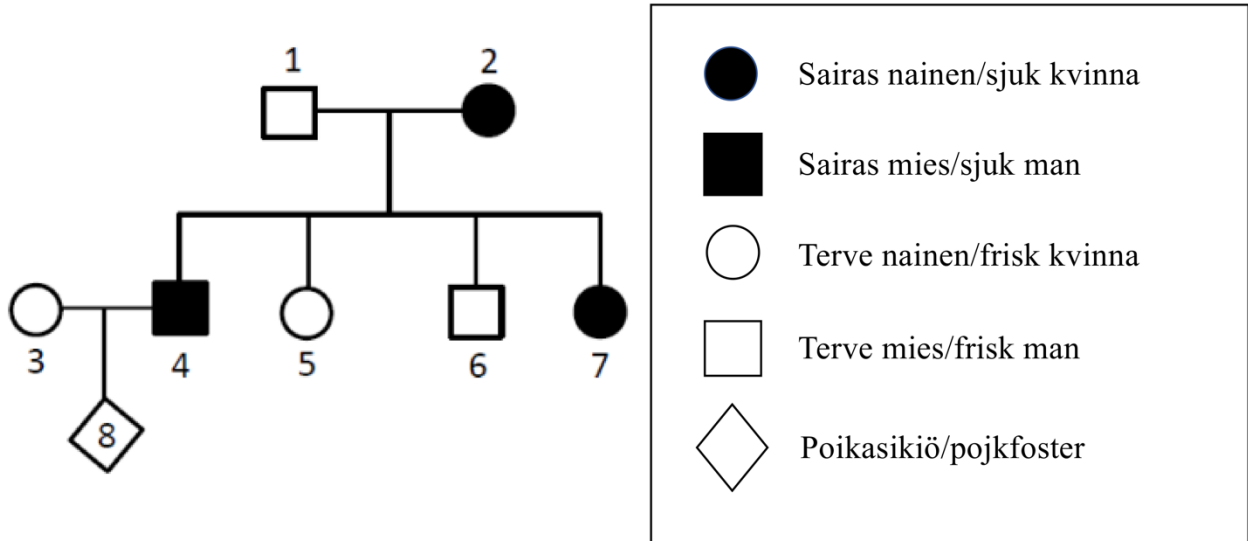 1 2
3 4 5 6 7
8
Sairas nainen/sjuk kvinna
Sairas mies/sjuk man
Terve nainen/frisk kvinna
Terve mies/frisk man
Poikasikiö/pojkfoster